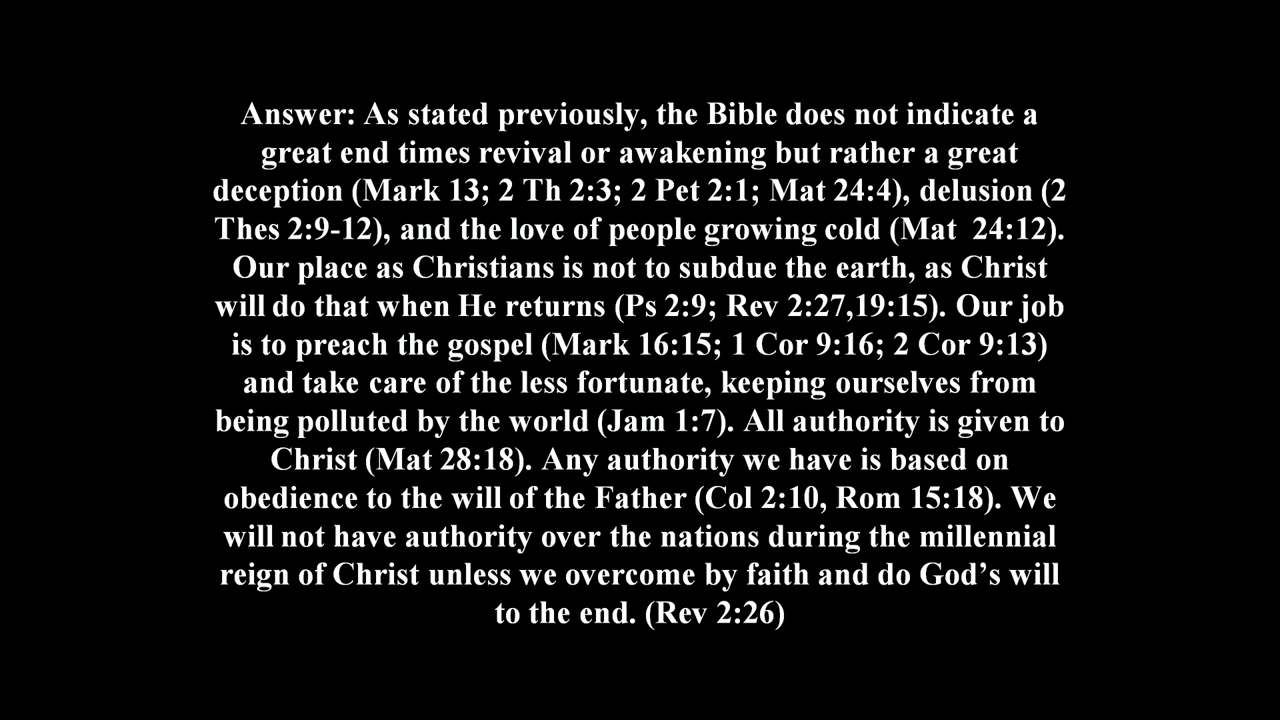 Answer: As stated previously, the Bible does not indicate a
great end times revival or awakening but rather a great
deception (Mark 13; 2 Th 2:3; 2 Pet 2:1; Mat 24:4), delusion (2
Thes 2:9-12), and the love of people growing cold (Mat  24:12).
Our place as Christians is not to subdue the earth, as Christ
will do that when He returns (Ps 2:9; Rev 2:27,19:15). Our job
is to preach the gospel (Mark 16:15; 1 Cor 9:16; 2 Cor 9:13)
and take care of the less fortunate, keeping ourselves from
being polluted by the world (Jam 1:7). All authority is given to
Christ (Mat 28:18). Any authority we have is based on
obedience to the will of the Father (Col 2:10, Rom 15:18). We
will not have authority over the nations during the millennial
reign of Christ unless we overcome by faith and do God’s will
to the end. (Rev 2:26)